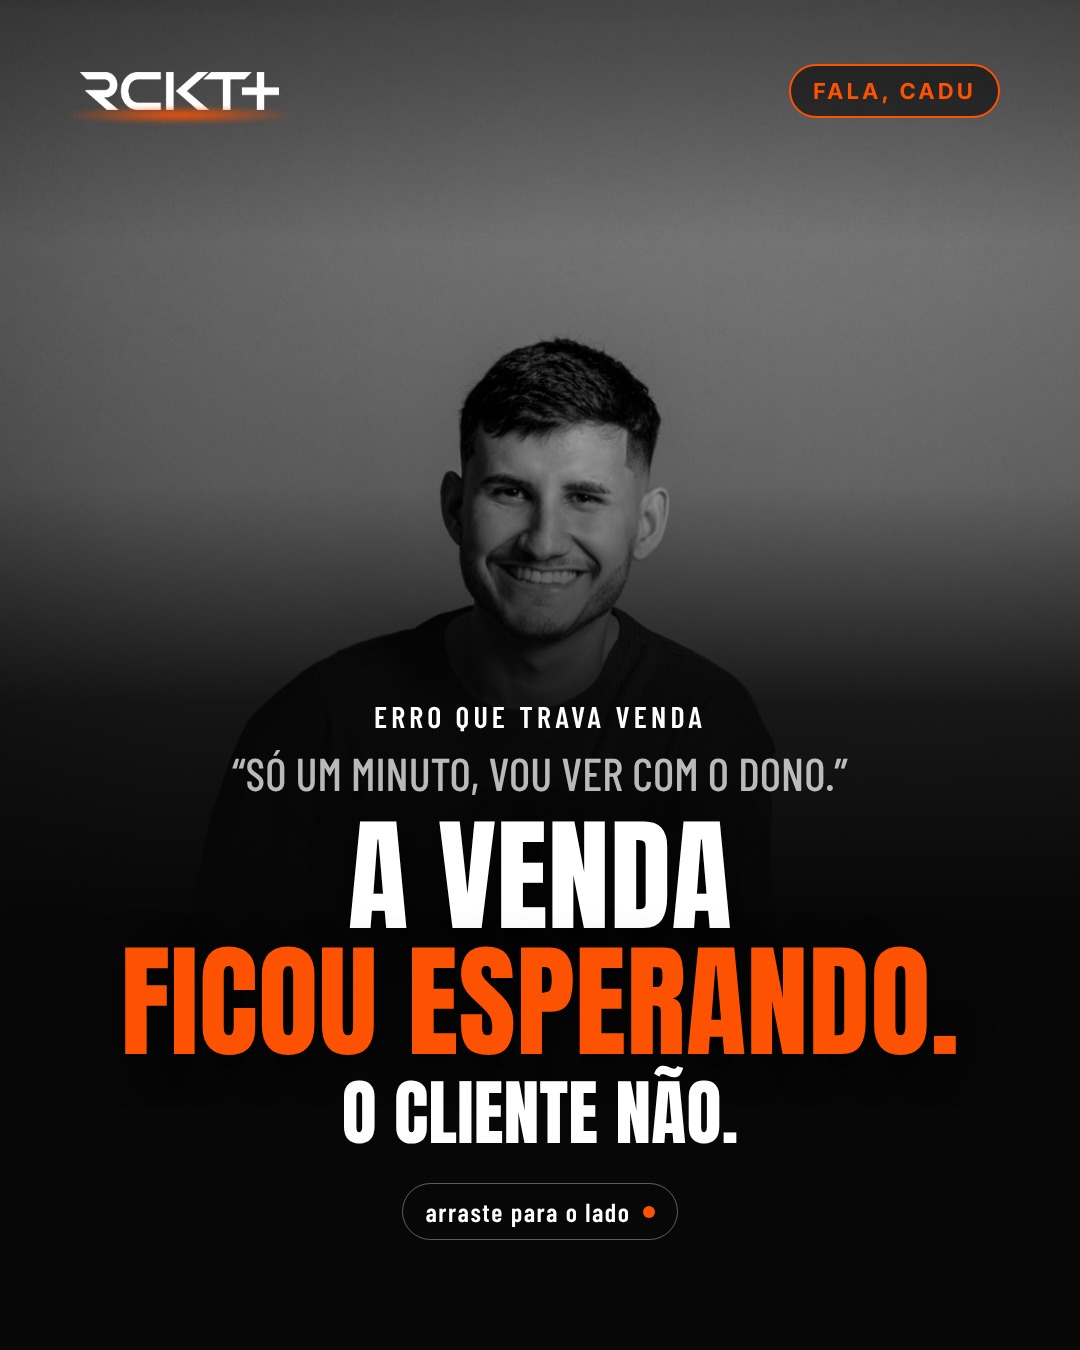 RCKT+
FALA, CADU
ERRO QUE TRAVA VENDA
“SÓ UM MINUTO, VOU VER COM O DONO.”
A VENDA
FICOU ESPERANDO.
O CLIENTE NÃO.
arraste para o lado